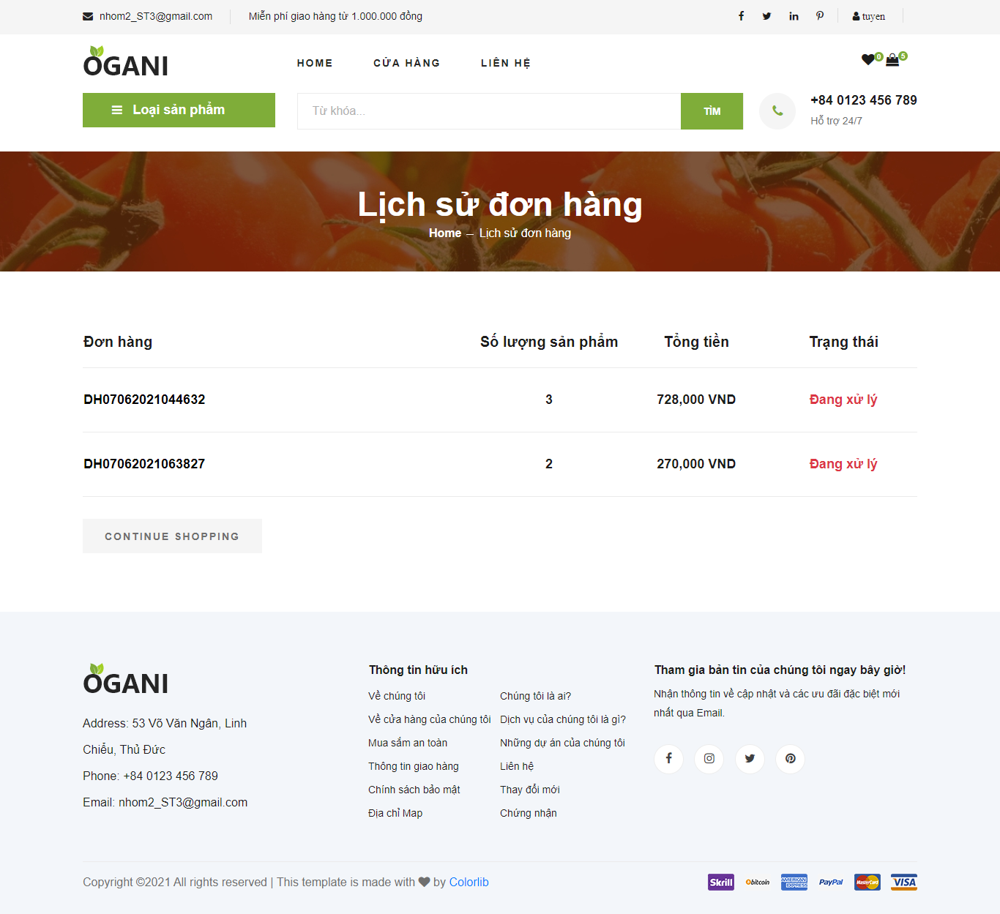 nhom2_ST3@gmail.com
Miễn phí giao hàng từ 1.000.000 đồng
tuyen
OGANI
HOME
CỬA HÀNG
LIÊN HỆ
0
5
Loại sản phẩm
Từ khóa...
TÌM
+84 0123 456 789
Hỗ trợ 24/7
Lịch sử đơn hàng
Home – Lịch sử đơn hàng
Đơn hàng Số lượng sản phẩm Tổng tiền Trạng thái
DH07062021044632 3 728,000 VND Đang xử lý
DH07062021063827 2 270,000 VND Đang xử lý
CONTINUE SHOPPING
OGANI
Address: 53 Võ Văn Ngân, Linh
Chiểu, Thủ Đức
Phone: +84 0123 456 789
Email: nhom2_ST3@gmail.com
Thông tin hữu ích
Về chúng tôi
Về cửa hàng của chúng tôi
Mua sắm an toàn
Thông tin giao hàng
Chính sách bảo mật
Địa chỉ Map
Chúng tôi là ai?
Dịch vụ của chúng tôi là gì?
Những dự án của chúng tôi
Liên hệ
Thay đổi mới
Chứng nhận
Tham gia bản tin của chúng tôi ngay bây giờ!
Nhận thông tin về cập nhật và các ưu đãi đặc biệt mới
nhất qua Email.
Copyright ©2021 All rights reserved | This template is made with ♥ by Colorlib
Skrill
bitcoin
AMERICAN EXPRESS
PayPal
MasterCard
VISA